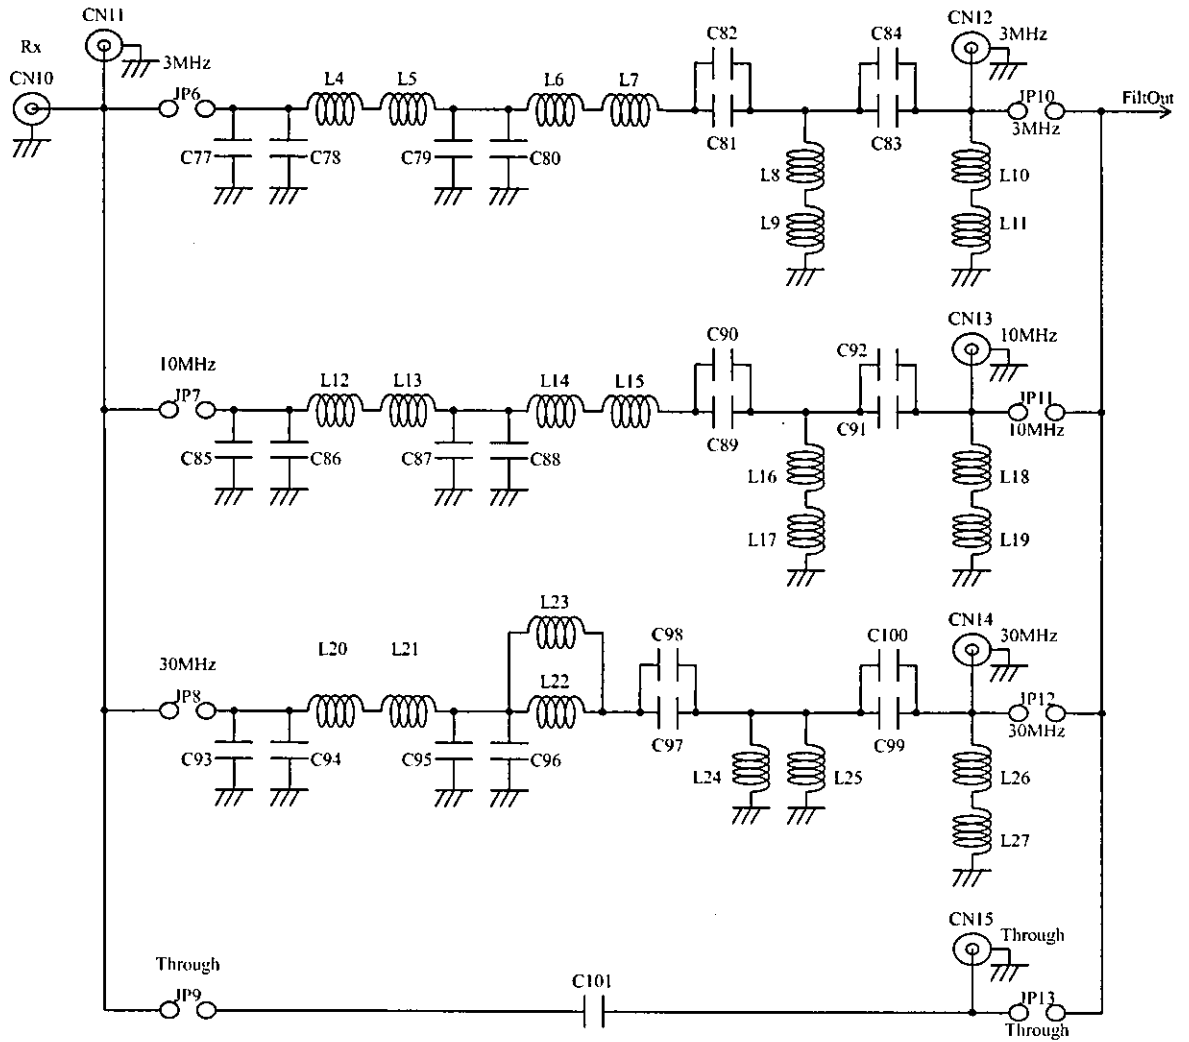 CN11
Rx
CN10
3MHz
JP6
L4
L5
L6
L7
C82
C84
CN12
3MHz
JP10
3MHz
FiltOut
C77
C78
C79
C80
C81
C83
L8
L10
L9
L11
CN13
10MHz
10MHz
JP7
L12
L13
L14
L15
C90
C92
JP11
10MHz
C85
C86
C87
C88
C89
C91
L16
L18
L17
L19
L23
CN14
30MHz
30MHz
JP8
L20
L21
L22
C98
C100
JP12
30MHz
C93
C94
C95
C96
C97
C99
L24
L25
L26
L27
CN15
Through
Through
JP9
C101
JP13
Through